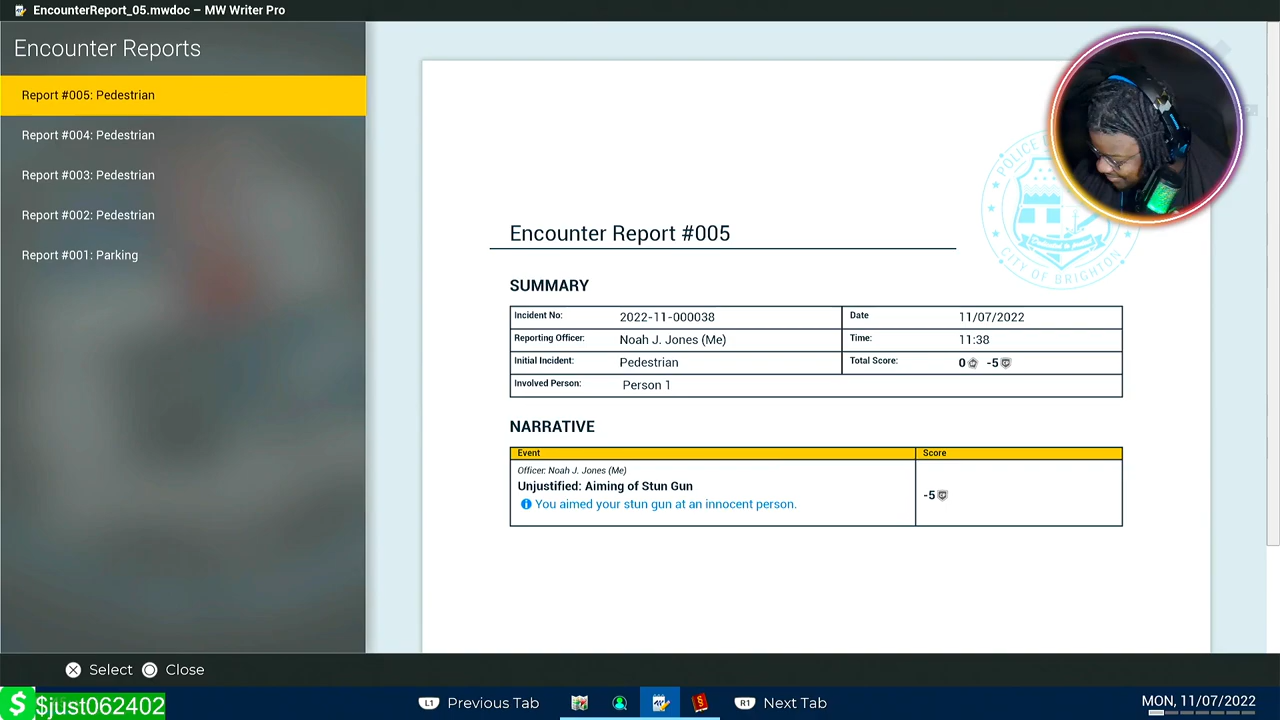 EncounterReport_05.mwdoc – MW Writer Pro
Encounter Reports
Report #005: Pedestrian
Report #004: Pedestrian
Report #003: Pedestrian
Report #002: Pedestrian
Report #001: Parking
POLICE
CITY OF BRIGHTON
Encounter Report #005
SUMMARY
Incident No: 2022-11-000038 Date 11/07/2022
Reporting Officer: Noah J. Jones (Me) Time: 11:38
Initial Incident: Pedestrian Total Score: 0 -5
Involved Person: Person 1
NARRATIVE
Event Score
Officer: Noah J. Jones (Me)
Unjustified: Aiming of Stun Gun
You aimed your stun gun at an innocent person.
-5
Select Close
$ $just062402
L1 Previous Tab R1 Next Tab
MON, 11/07/2022